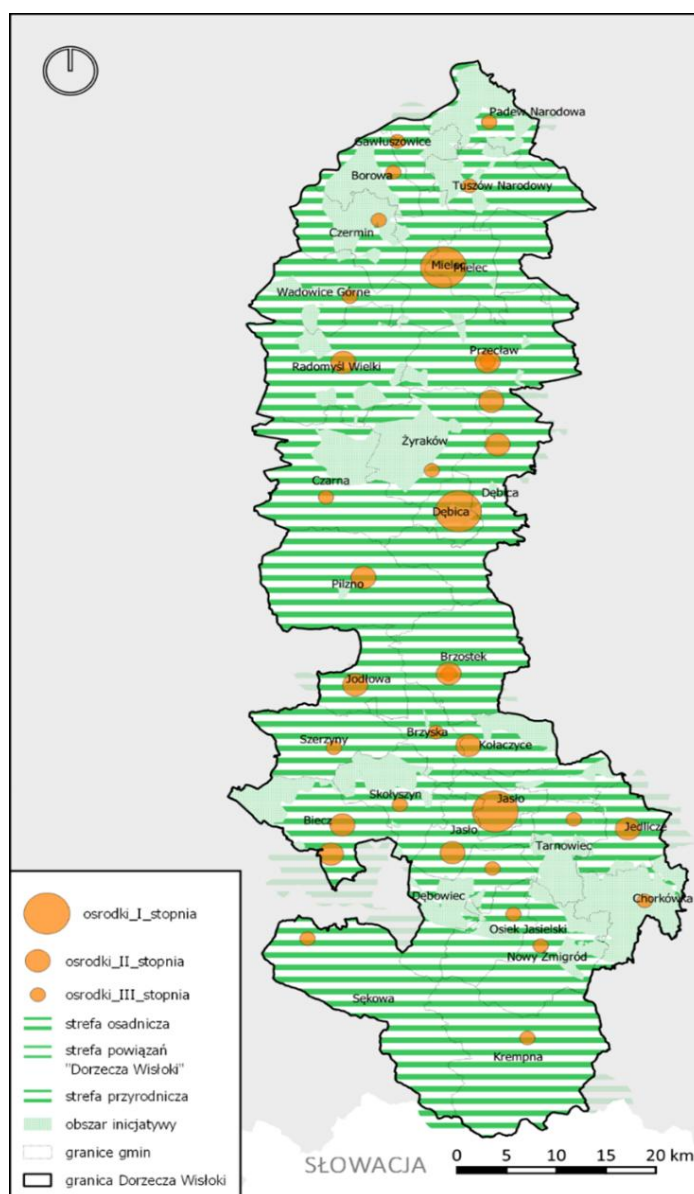 Padew Narodowa
Gawłuszowice
Borowa
Tuszów Narodowy
Czermin
Mielec
Mielec
Wadowice Górne
Przecław
Radomyśl Wielki
Żyraków
Czarna
Dębica
Dębica
Pilzno
Brzostek
Jodłowa
Brzyska
Szerzyny
Kołaczyce
Skołyszyn
Jasło
Biecz
Jasło
Jedlicze
Tarnowiec
Dębowiec
Chorkówka
Osiek Jasielski
Nowy Żmigród
Sękowa
Krempna
osrodki_I_stopnia
osrodki_II_stopnia
osrodki_III_stopnia
strefa osadnicza
strefa powiązań
"Dorzecza Wisłoki"
strefa przyrodnicza
obszar inicjatywy
granice gmin
granica Dorzecza Wisłoki
SŁOWACJA
0 5 10 15 20 km